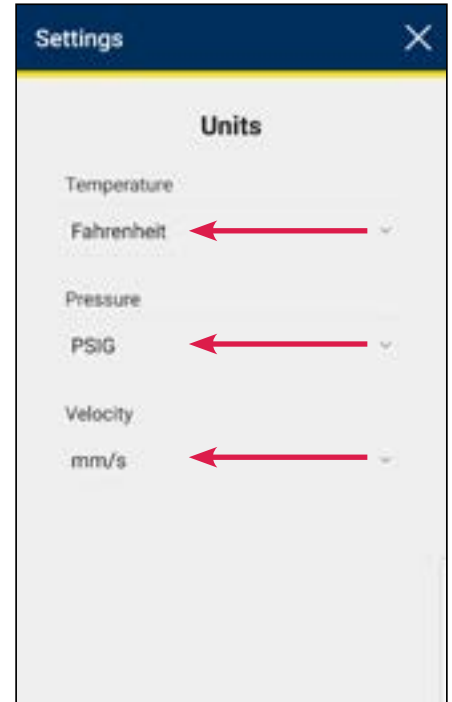 Settings
Units
Temperature
Fahrenheit
Pressure
PSIG
Velocity
mm/s